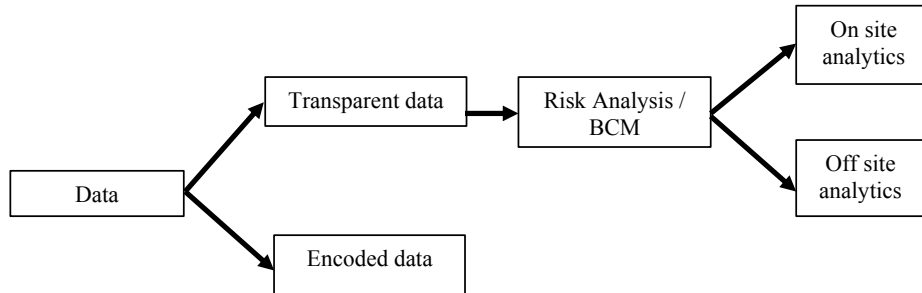 On site
analytics
Transparent data
Risk Analysis /
BCM
Data
Off site
analytics
Encoded data